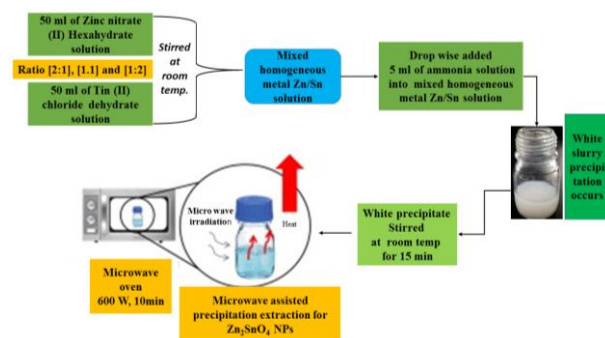 50 ml of Zinc nitrate
(II) Hexahydrate
solution
Ratio [2:1], [1.1] and [1:2]
50 ml of Tin (II)
chloride dehydrate
solution
Stirred
at
room
temp.
Mixed
homogeneous
metal Zn/Sn
solution
Drop wise added
5 ml of ammonia solution
into mixed homogeneous
metal Zn/Sn solution
White
slurry
precipi
tation
occurs
White precipitate
Stirred
at room temp
for 15 min
Micro wave
irradiation
Heat
Microwave
oven
600 W, 10min
Microwave assisted
precipitation extraction for
Zn₂SnO₄ NPs